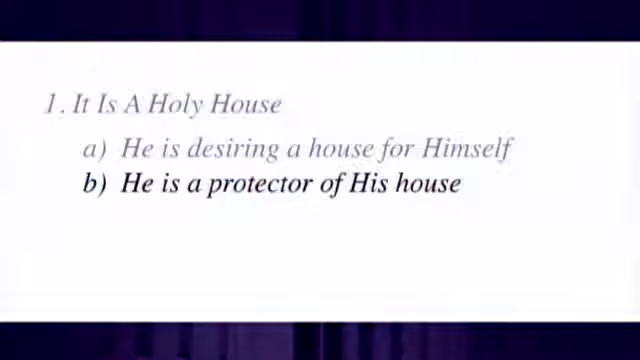 1. It Is A Holy House
a) He is desiring a house for Himself
b) He is a protector of His house